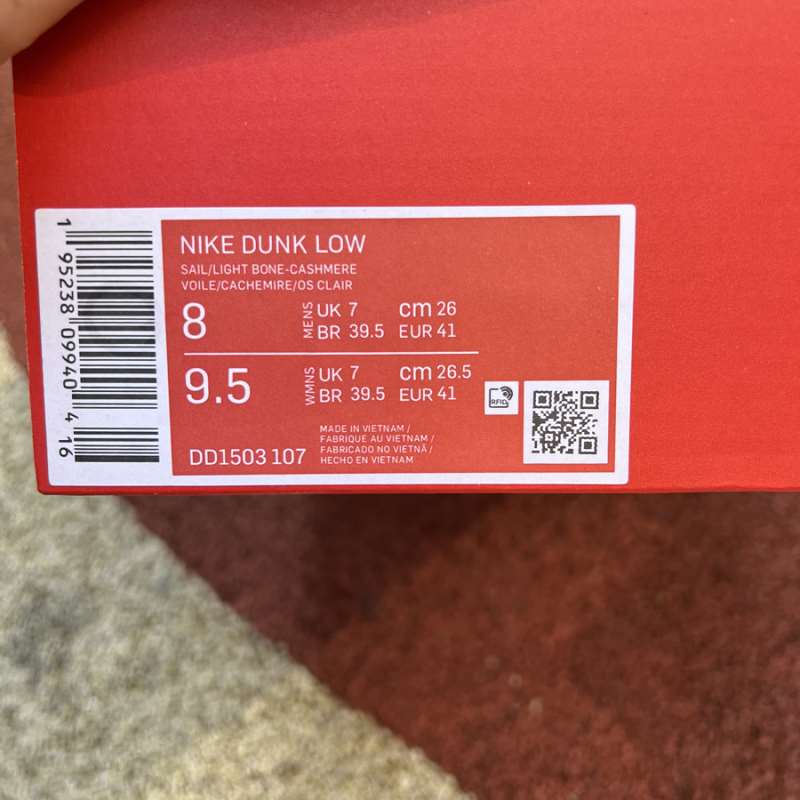 1 95238 09940 4 16
NIKE DUNK LOW
SAIL/LIGHT BONE-CASHMERE
VOILE/CACHEMIRE/OS CLAIR
8 MENS UK 7 cm 26
BR 39.5 EUR 41
9.5 WMNS UK 7 cm 26.5
BR 39.5 EUR 41
RFID
DD1503 107
MADE IN VIETNAM /
FABRIQUE AU VIETNAM /
FABRICADO NO VIETNÃ /
HECHO EN VIETNAM